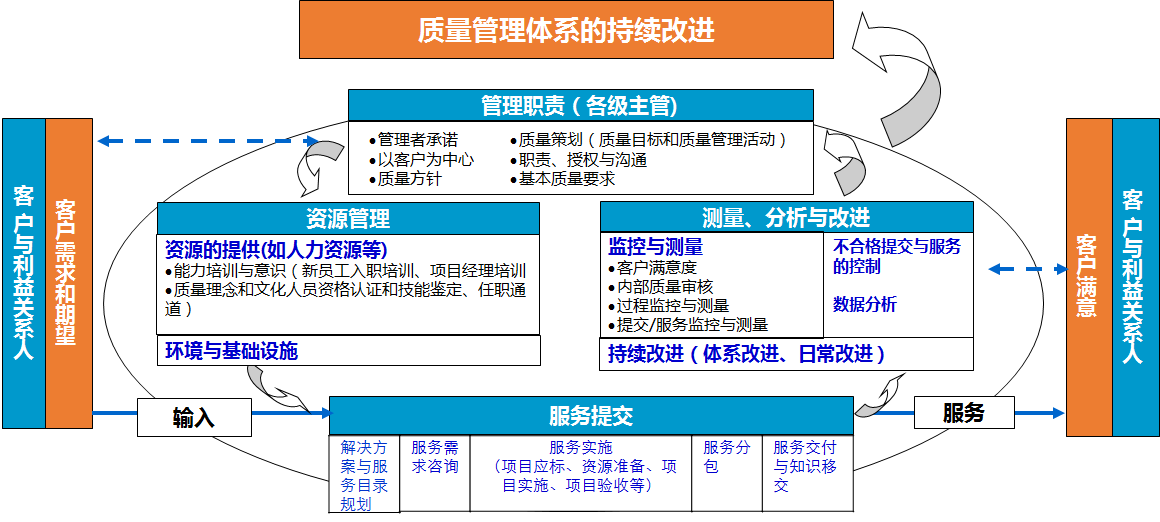 质量管理体系的持续改进
管理职责（各级主管)
●管理者承诺
●以客户为中心
●质量方针
●质量策划（质量目标和质量管理活动）
●职责、授权与沟通
●基本质量要求
客 户与利益关系人
客户需求和期望
资源管理
资源的提供(如人力资源等)
●能力培训与意识（新员工入职培训、项目经理培训
●质量理念和文化人员资格认证和技能鉴定、任职通
道）
环境与基础设施
测量、分析与改进
监控与测量
●客户满意度
●内部质量审核
●过程监控与测量
●提交/服务监控与测量
不合格提交与服务
的控制
数据分析
持续改进（体系改进、日常改进）
客户满意
客 户与利益关系人
输入
服务提交
服务
解决方
案与服
务目录
规划
服务需
求咨询
服务实施
（项目应标、资源准备、项
目实施、项目验收等）
服务分
包
服务交付
与知识移
交